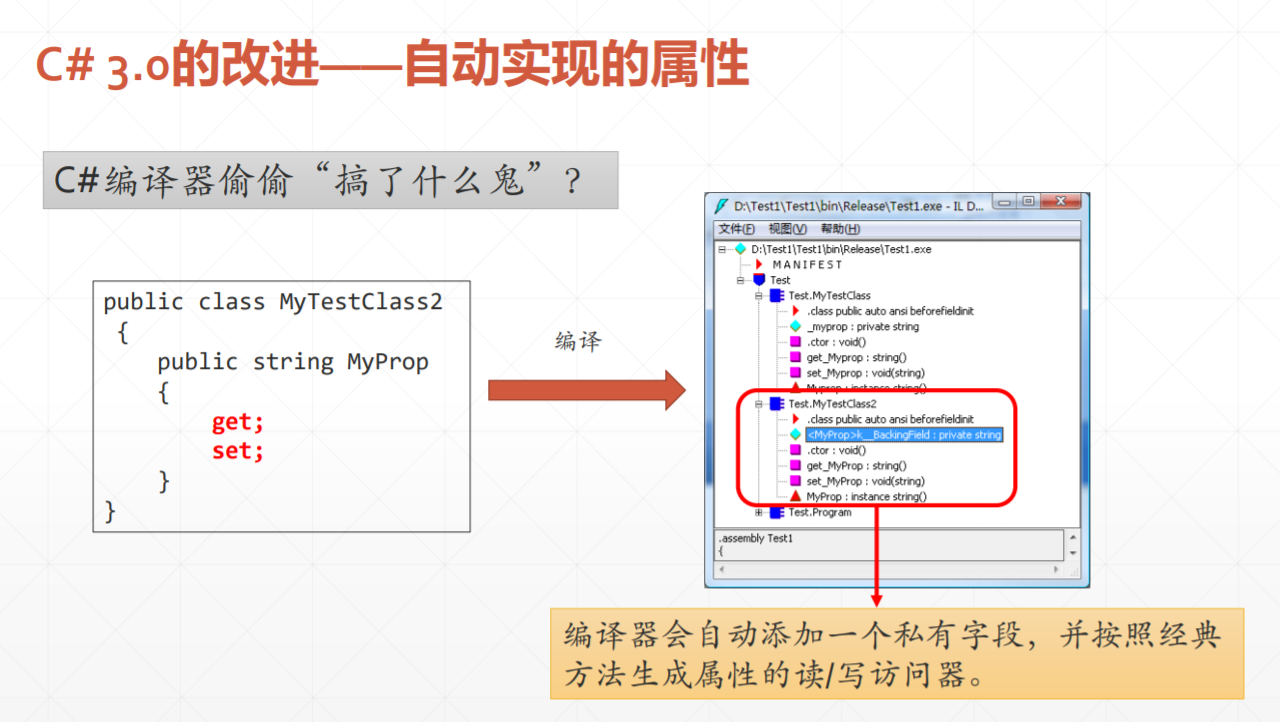 C# 3.0的改进——自动实现的属性
C#编译器偷偷“搞了什么鬼”？
public class MyTestClass2
{
public string MyProp
{
get;
set;
}
}
编译
D:\Test1\Test1\bin\Release\Test1.exe - IL D...
文件(F) 视图(V) 帮助(H)
D:\Test1\Test1\bin\Release\Test1.exe
MANIFEST
Test
Test.MyTestClass
.class public auto ansi beforefieldinit
_myprop : private string
.ctor : void()
get_Myprop : string()
set_Myprop : void(string)
Myprop : instance string()
Test.MyTestClass2
.class public auto ansi beforefieldinit
<MyProp>k__BackingField : private string
.ctor : void()
get_MyProp : string()
set_MyProp : void(string)
MyProp : instance string()
Test.Program
.assembly Test1
{
编译器会自动添加一个私有字段，并按照经典
方法生成属性的读/写访问器。